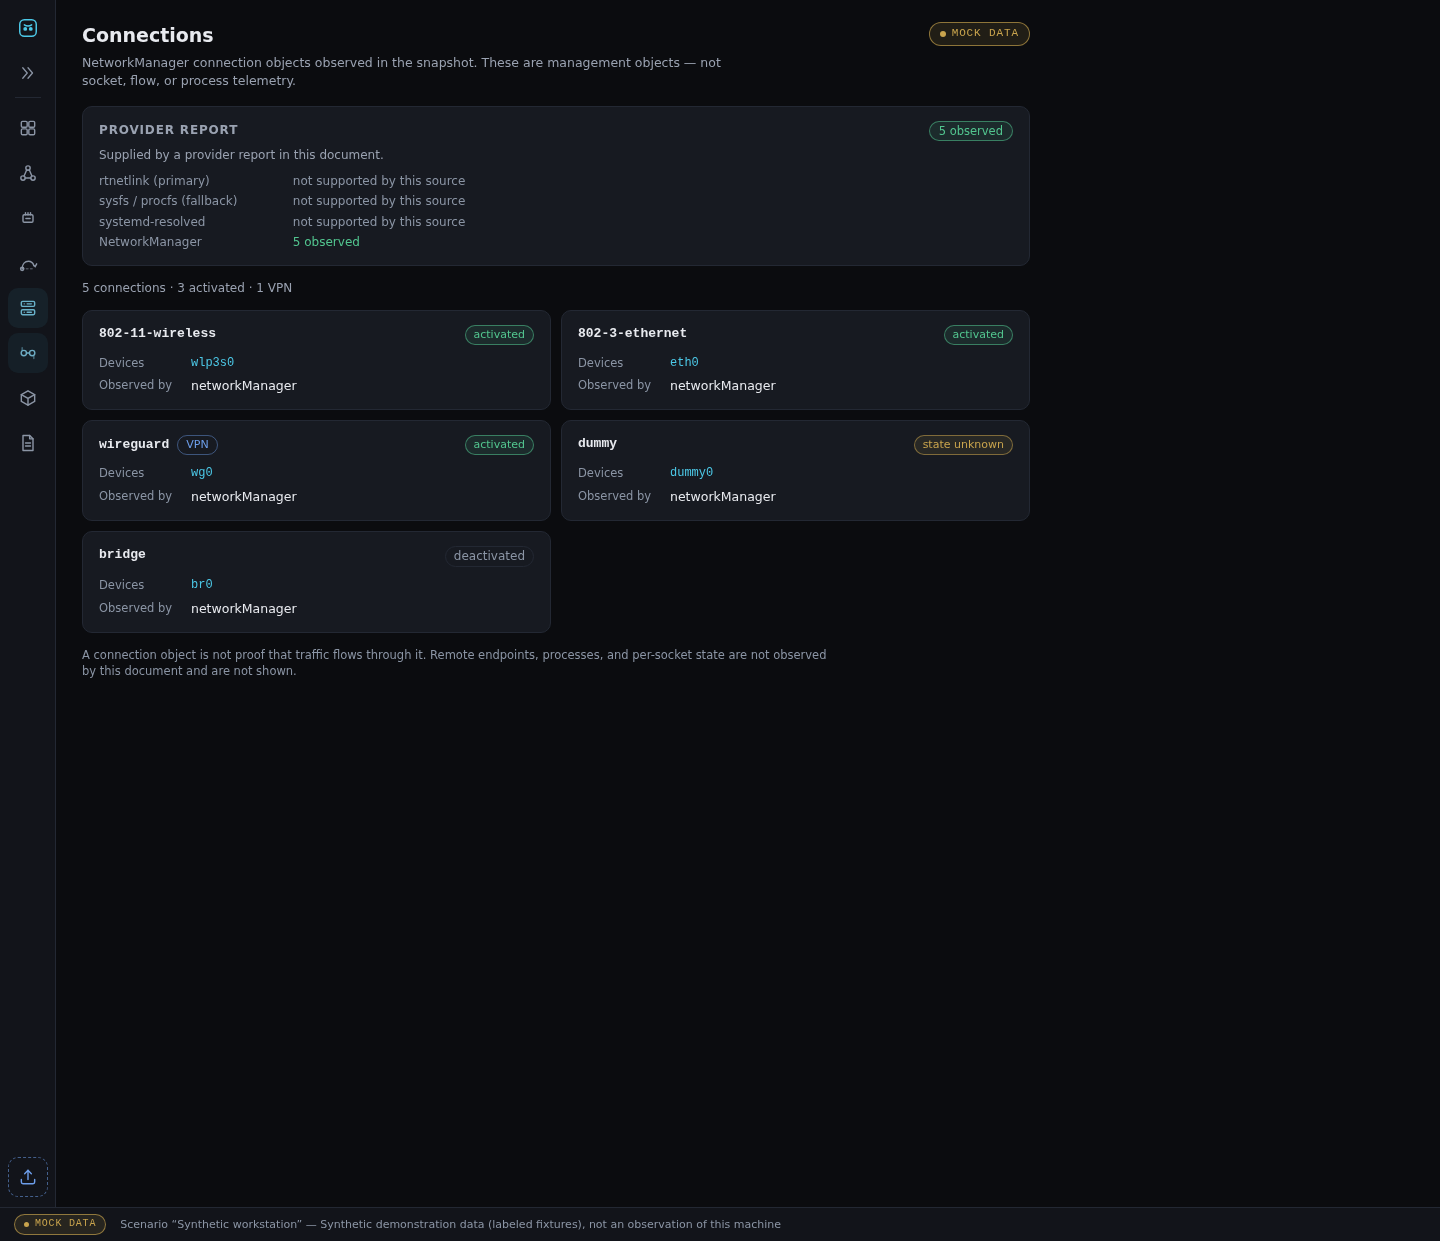 Connections
MOCK DATA
NetworkManager connection objects observed in the snapshot. These are management objects — not
socket, flow, or process telemetry.
PROVIDER REPORT
5 observed
Supplied by a provider report in this document.
rtnetlink (primary) not supported by this source
sysfs / procfs (fallback) not supported by this source
systemd-resolved not supported by this source
NetworkManager 5 observed
5 connections · 3 activated · 1 VPN
802-11-wireless activated
Devices wlp3s0
Observed by networkManager
802-3-ethernet activated
Devices eth0
Observed by networkManager
wireguard VPN activated
Devices wg0
Observed by networkManager
dummy state unknown
Devices dummy0
Observed by networkManager
bridge deactivated
Devices br0
Observed by networkManager
A connection object is not proof that traffic flows through it. Remote endpoints, processes, and per-socket state are not observed
by this document and are not shown.
MOCK DATA Scenario “Synthetic workstation” — Synthetic demonstration data (labeled fixtures), not an observation of this machine